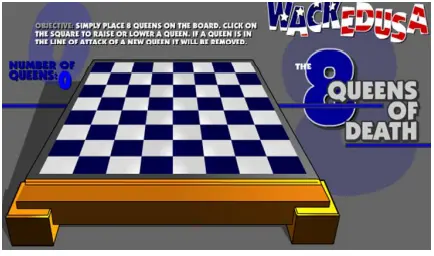 WACKEDUSA
OBJECTIVE: SIMPLY PLACE 8 QUEENS ON THE BOARD. CLICK ON
THE SQUARE TO RAISE OR LOWER A QUEEN. IF A QUEEN IS IN
THE LINE OF ATTACK OF A NEW QUEEN IT WILL BE REMOVED.
NUMBER OF
QUEENS: 0
THE
8
QUEENS
OF
DEATH